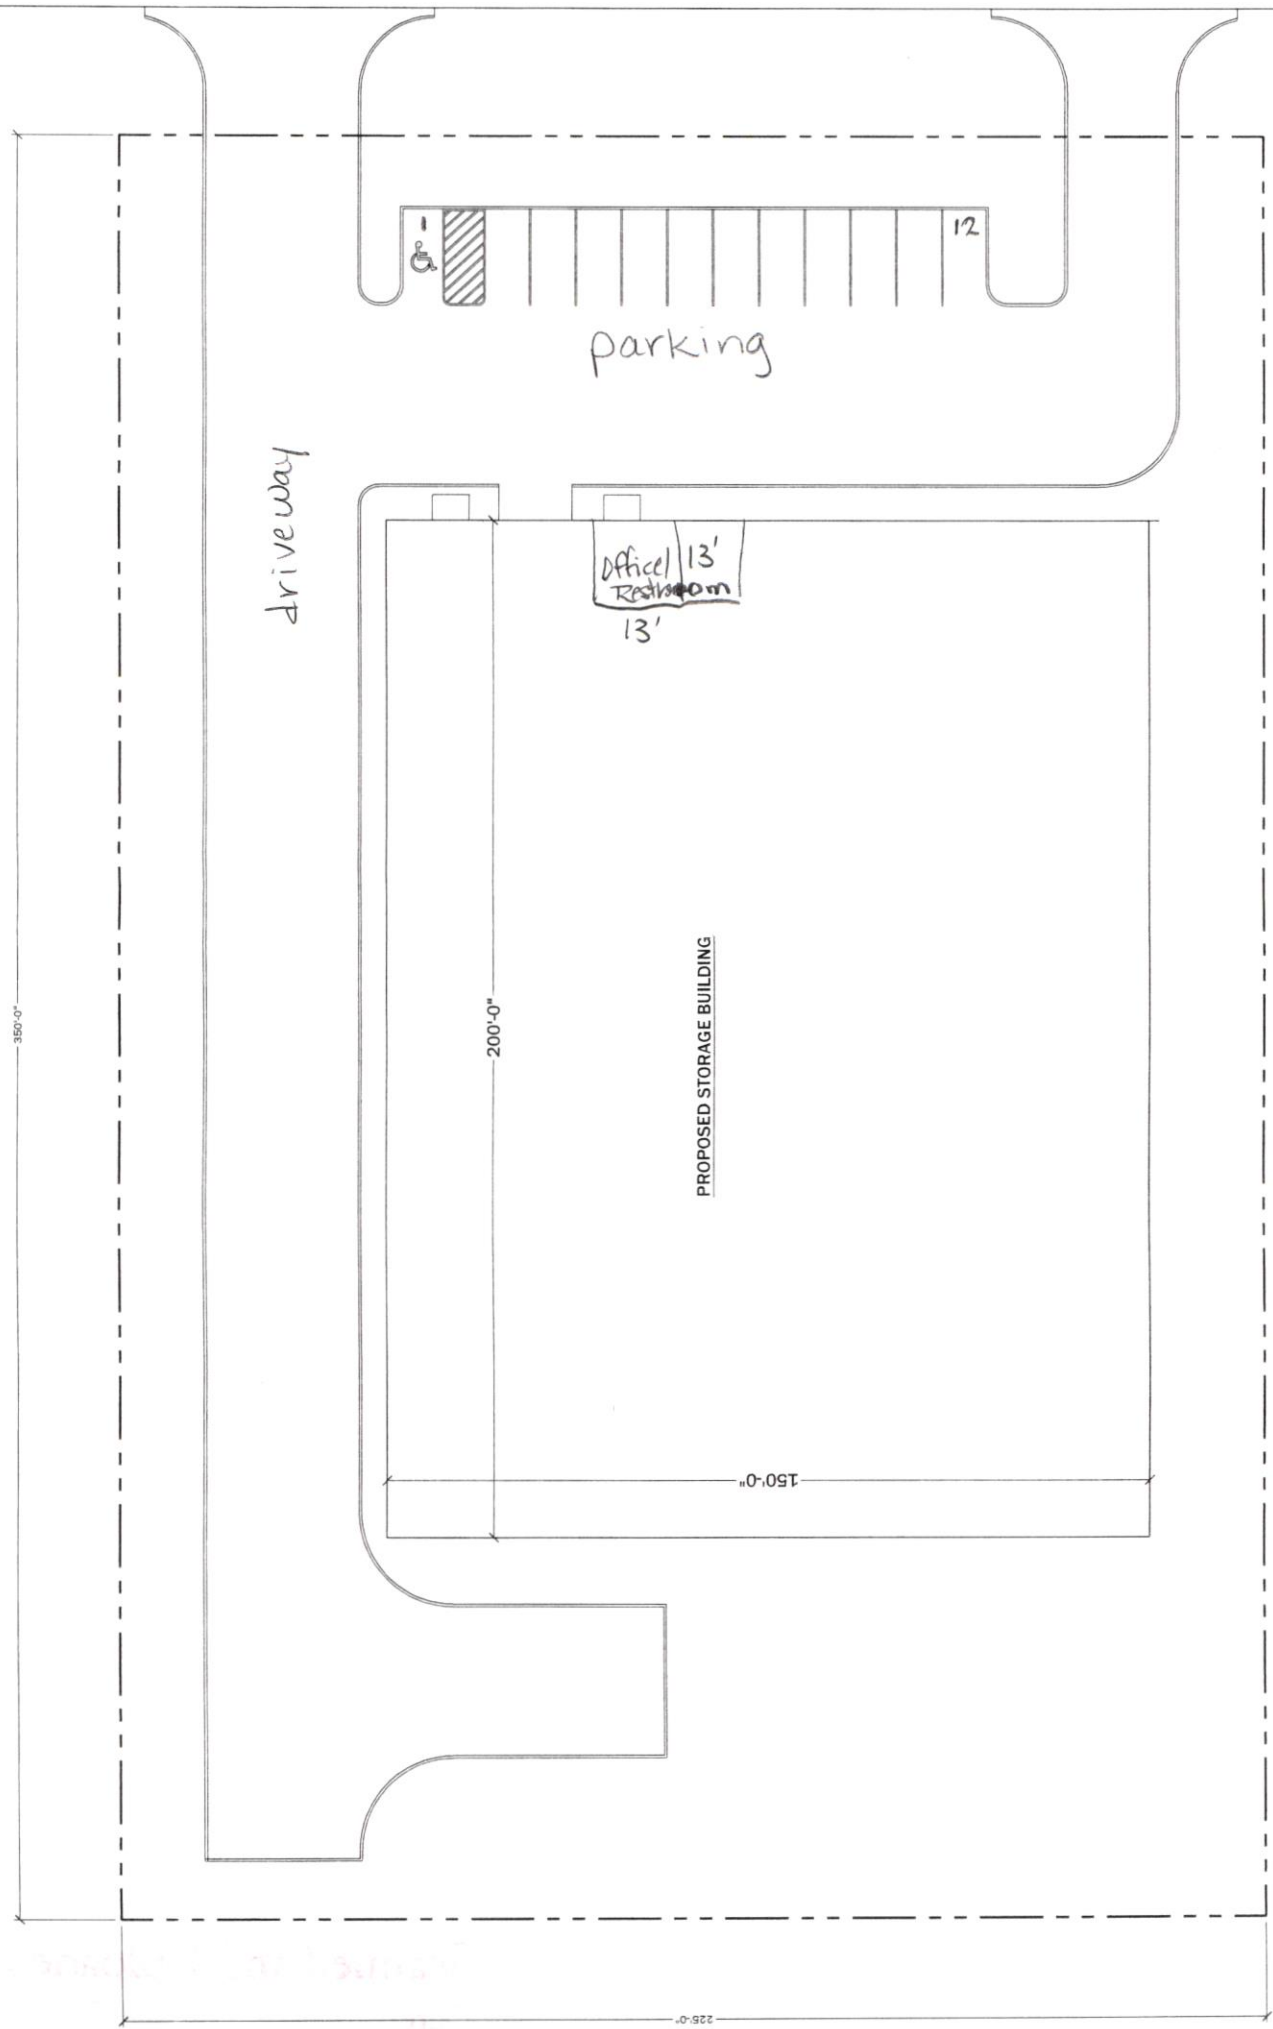 1
12
parking
driveway
Office/
Restroom
13'
13'
350'-0"
200'-0"
PROPOSED STORAGE BUILDING
150'-0"
225'-0"